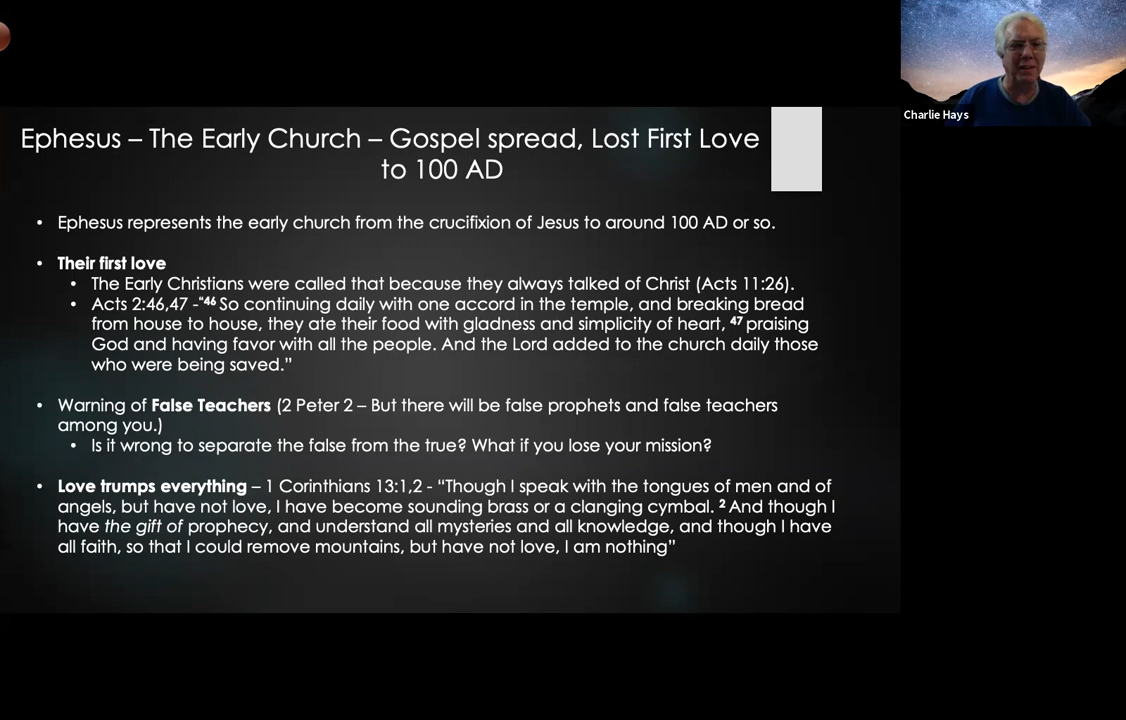 Charlie Hays
Ephesus – The Early Church – Gospel spread, Lost First Love
to 100 AD
• Ephesus represents the early church from the crucifixion of Jesus to around 100 AD or so.
• Their first love
• The Early Christians were called that because they always talked of Christ (Acts 11:26).
• Acts 2:46,47 -“46 So continuing daily with one accord in the temple, and breaking bread
from house to house, they ate their food with gladness and simplicity of heart, 47 praising
God and having favor with all the people. And the Lord added to the church daily those
who were being saved.”
• Warning of False Teachers (2 Peter 2 – But there will be false prophets and false teachers
among you.)
• Is it wrong to separate the false from the true? What if you lose your mission?
• Love trumps everything – 1 Corinthians 13:1,2 - “Though I speak with the tongues of men and of
angels, but have not love, I have become sounding brass or a clanging cymbal. 2 And though I
have the gift of prophecy, and understand all mysteries and all knowledge, and though I have
all faith, so that I could remove mountains, but have not love, I am nothing”